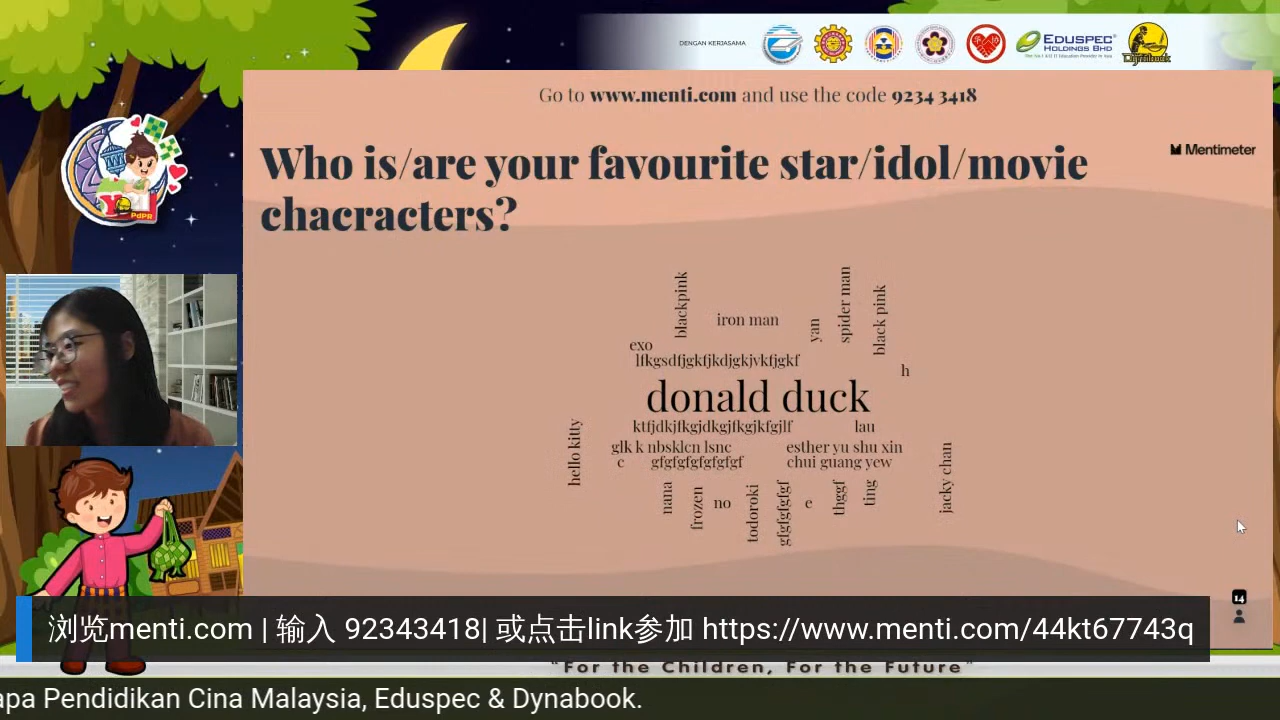 DENGAN KERJASAMA
EDUSPEC
HOLDINGS BHD
Dynabook
Go to www.menti.com and use the code 9234 3418
Mentimeter
Who is/are your favourite star/idol/movie
chacracters?
blackpink
iron man
yan
spider man
black pink
exo
lfkgsdfjgkfjkdjgkjvkfjgkf
h
donald duck
ktfjdkjfkgjdkgjfkgjkfgjlf
lau
hello kitty
glk k nbsklcn lsnc
esther yu shu xin
c
gfgfgfgfgfgfgf
chui guang yew
jacky chan
nana
frozen
no
todoroki
gfgfgfgfgf
e
thggf
ting
PdPR
14
浏览menti.com | 输入 92343418| 或点击link参加 https://www.menti.com/44kt67743q
"For the Children, For the Future"
apa Pendidikan Cina Malaysia, Eduspec & Dynabook.